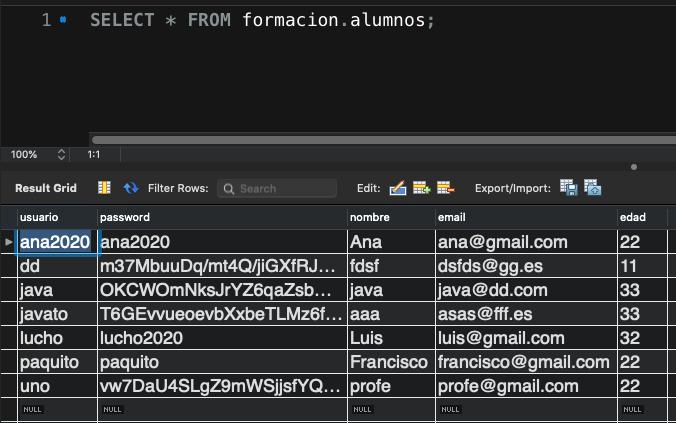 1 SELECT * FROM formacion.alumnos;
100% 1:1
Result Grid Filter Rows: Search Edit: Export/Import:
usuario password nombre email edad
ana2020 ana2020 Ana ana@gmail.com 22
dd m37MbuuDq/mt4Q/jiGXfRJ... fdsf dsfds@gg.es 11
java OKCWOmNksJrYZ6qaZsb... java java@dd.com 33
javato T6GEvvueoevbXxbeTLMz6f... aaa asas@fff.es 33
lucho lucho2020 Luis luis@gmail.com 32
paquito paquito Francisco francisco@gmail.com 22
uno vw7DaU4SLgZ9mWSjjsfYQ... profe profe@gmail.com 22
NULL NULL NULL NULL NULL